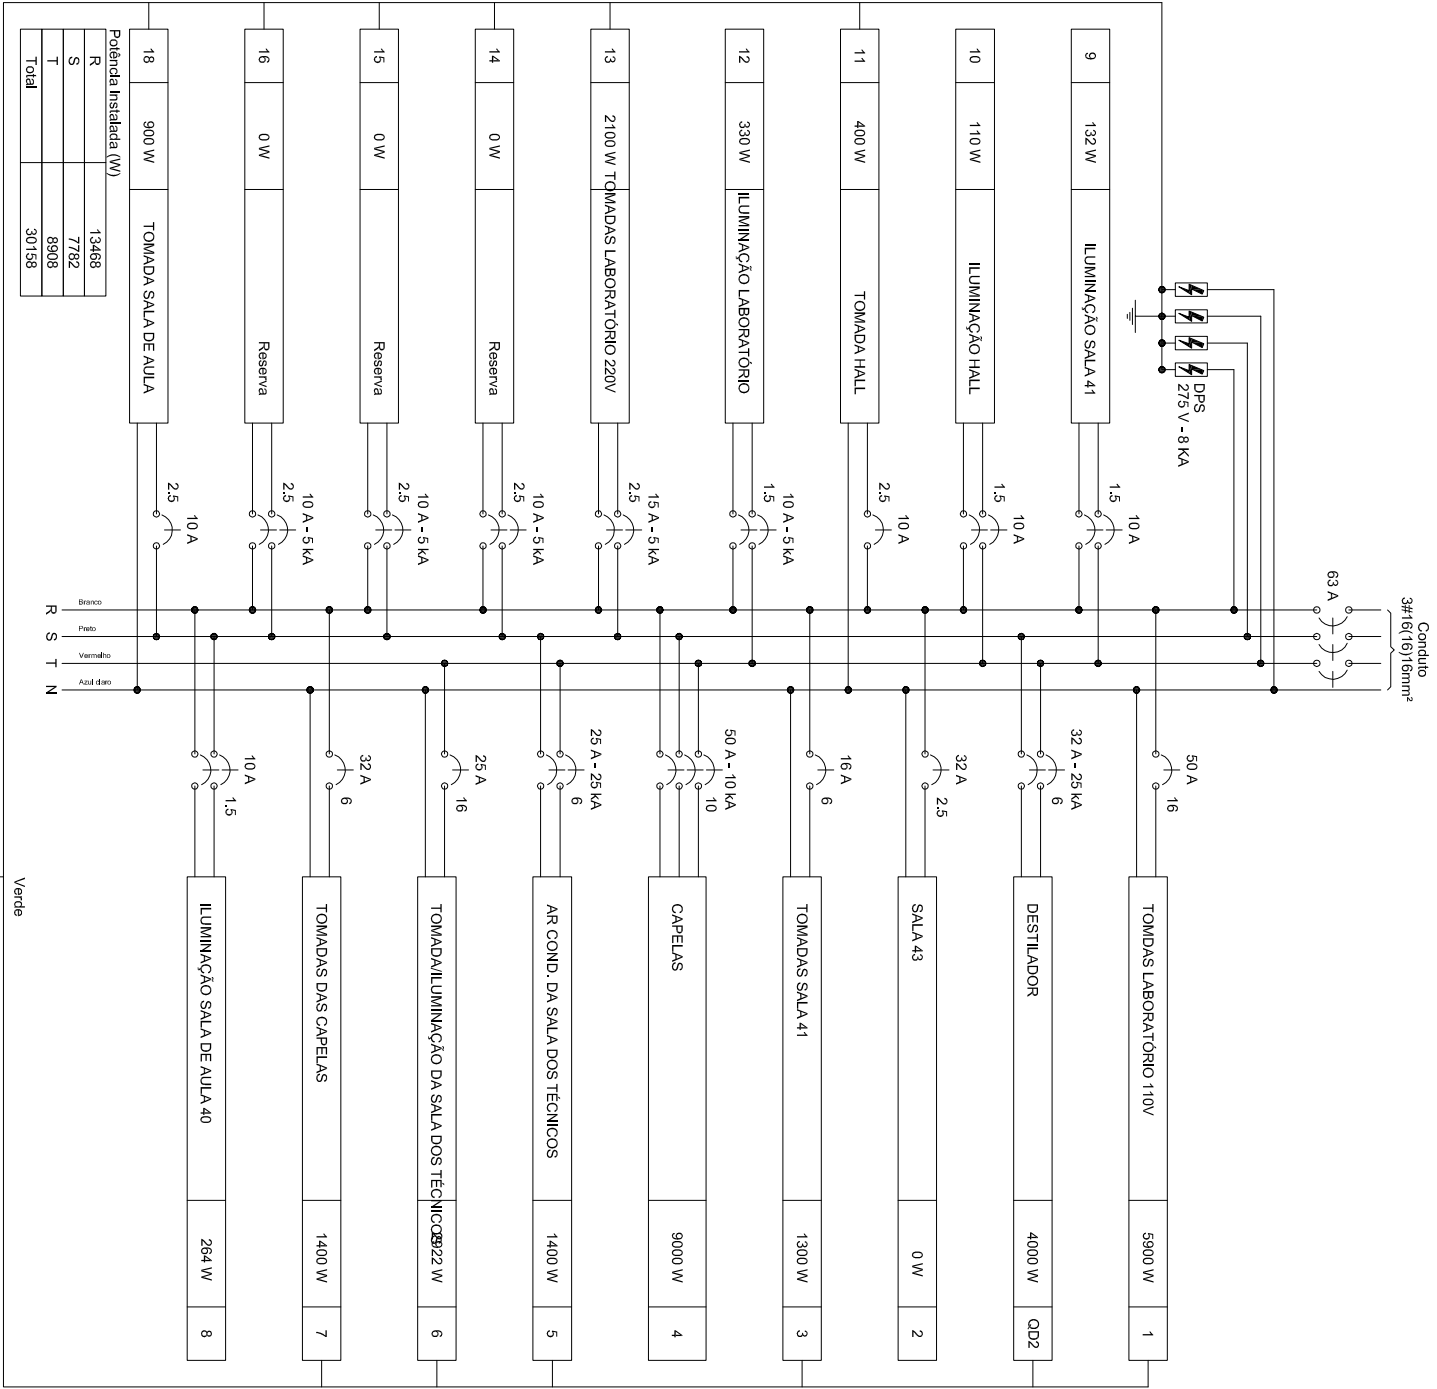 Conduto
3#16(16)16mm²
63 A
DPS
275 V - 8 KA
9
132 W
ILUMINAÇÃO SALA 41
1.5
10 A
50 A
16
TOMDAS LABORATÓRIO 110V
5900 W
1
10
110 W
ILUMINAÇÃO HALL
1.5
10 A
32 A - 25 kA
6
DESTILADOR
4000 W
QD2
11
400 W
TOMADA HALL
2.5
10 A
32 A
2.5
SALA 43
0 W
2
12
330 W
ILUMINAÇÃO LABORATÓRIO
1.5
10 A - 5 kA
16 A
6
TOMADAS SALA 41
1300 W
3
13
2100 W
TOMADAS LABORATÓRIO 220V
2.5
15 A - 5 kA
50 A - 10 kA
10
CAPELAS
9000 W
4
14
0 W
Reserva
2.5
10 A - 5 kA
25 A - 25 kA
6
AR COND. DA SALA DOS TÉCNICOS
1400 W
5
15
0 W
Reserva
2.5
10 A - 5 kA
25 A
16
TOMADA/ILUMINAÇÃO DA SALA DOS TÉCNICOS
2922 W
6
16
0 W
Reserva
2.5
10 A - 5 kA
32 A
6
TOMADAS DAS CAPELAS
1400 W
7
18
900 W
TOMADA SALA DE AULA
2.5
10 A
10 A
1.5
ILUMINAÇÃO SALA DE AULA 40
264 W
8
Potência Instalada (W)
R 13468
S 7782
T 8908
Total 30158
Branco
Preto
Vermelho
Azul claro
R
S
T
N
Verde